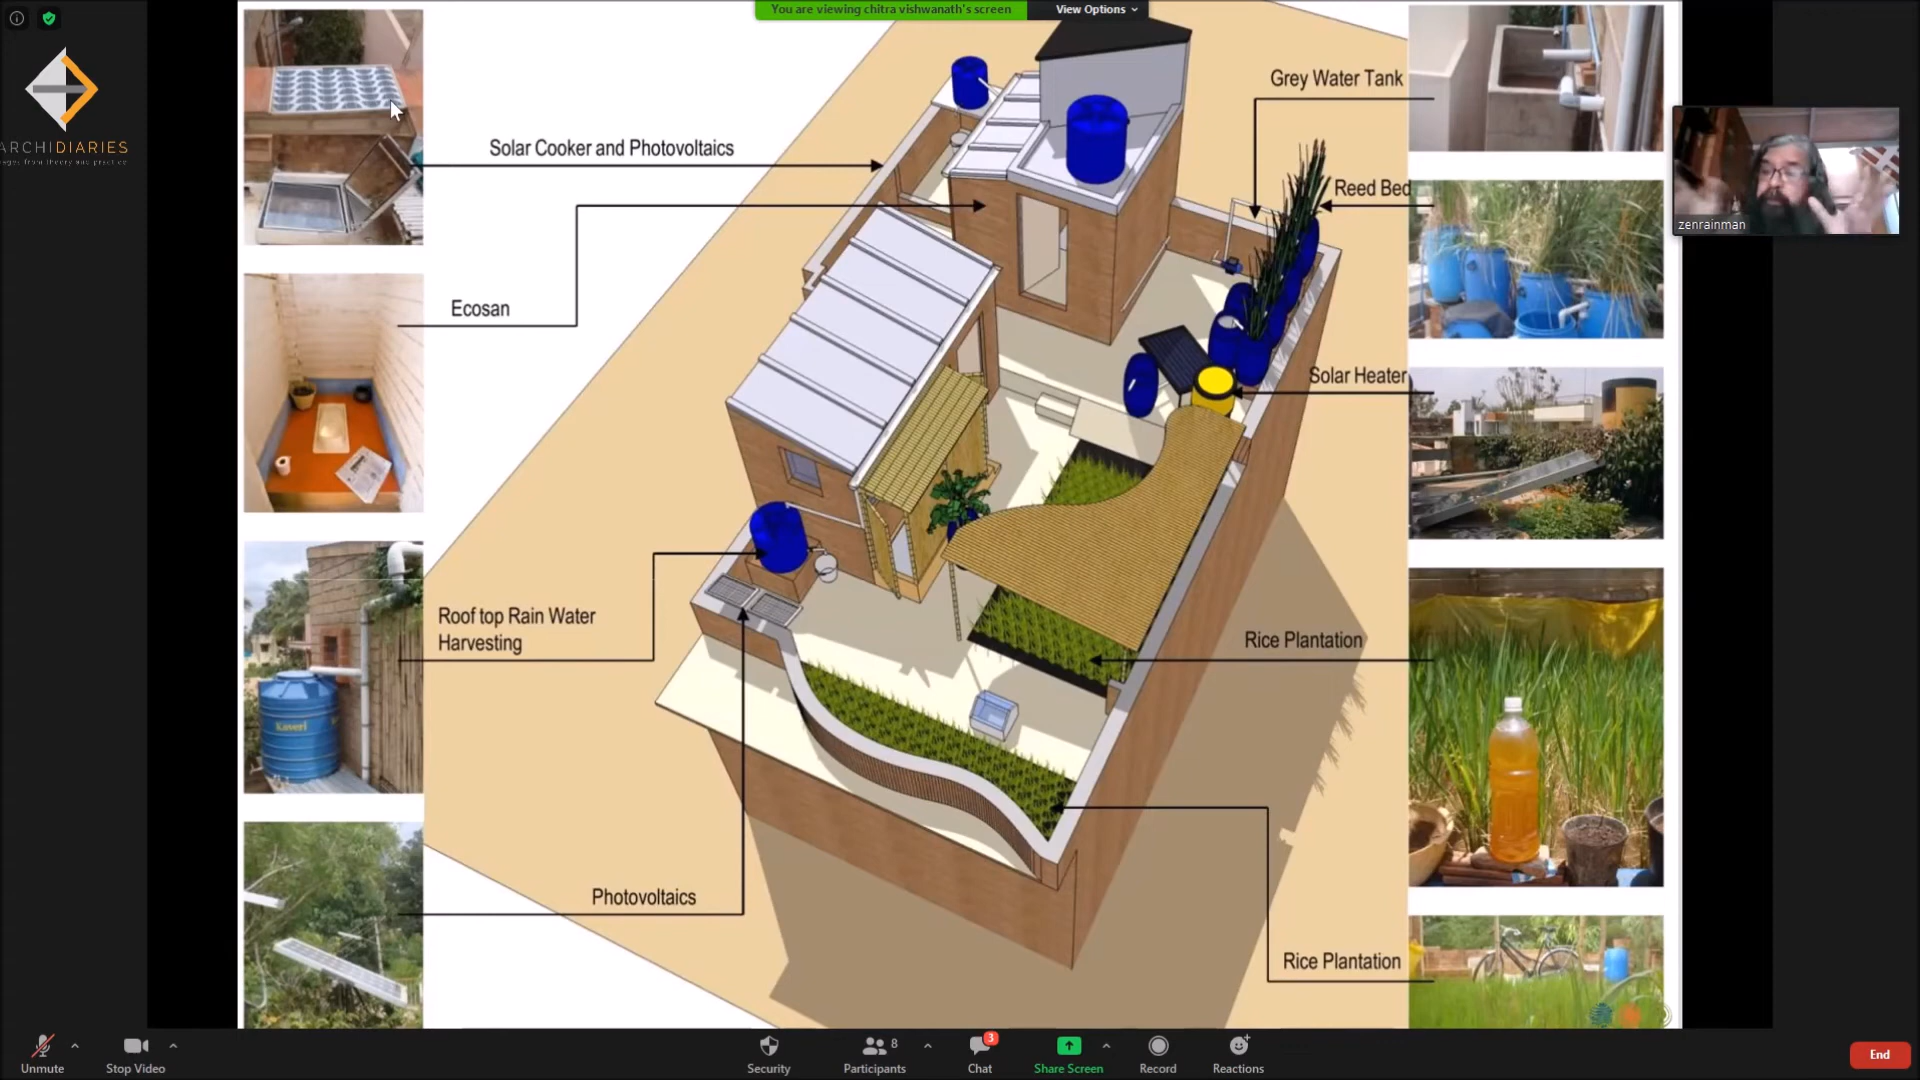 You are viewing chitra vishwanath's screen
View Options
ARCHIDIARIES
Solar Cooker and Photovoltaics
Ecosan
Roof top Rain Water
Harvesting
Kaveri
Photovoltaics
Grey Water Tank
Reed Bed
Solar Heater
Rice Plantation
Rice Plantation
zenrainman
Unmute
Stop Video
Security
8
Participants
3
Chat
Share Screen
Record
Reactions
End